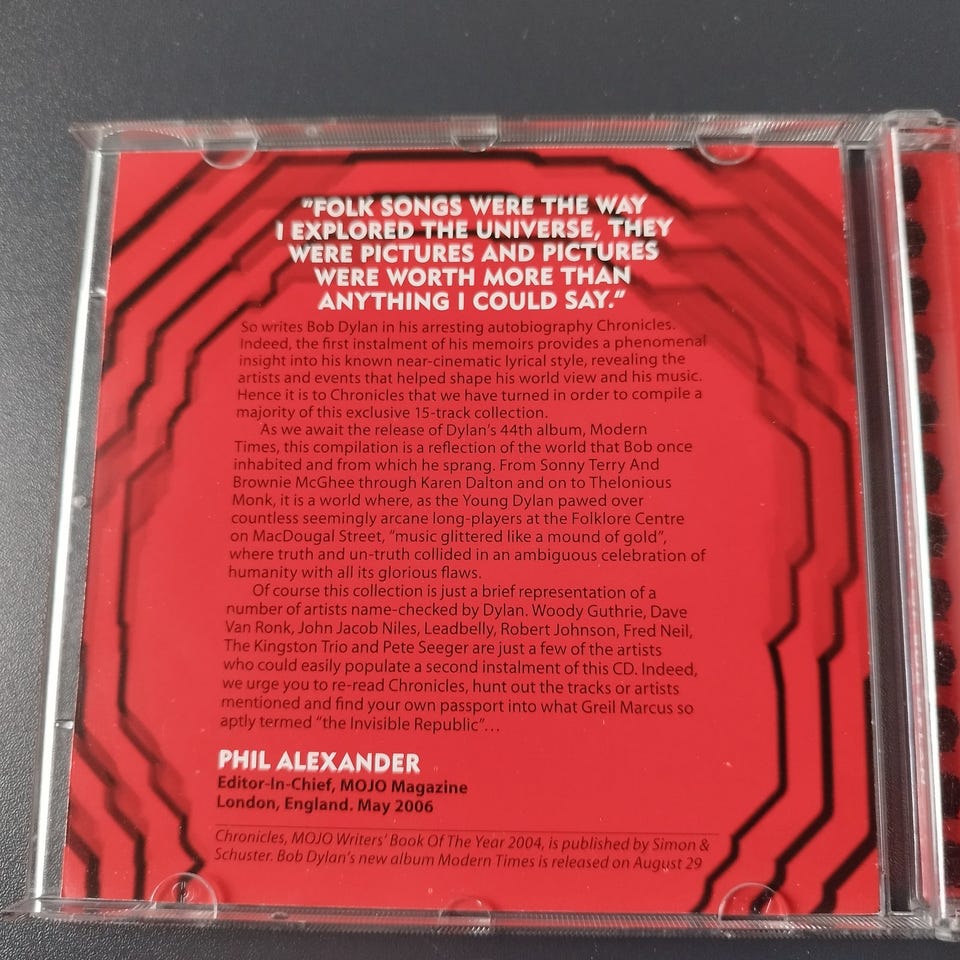 "FOLK SONGS WERE THE WAY
I EXPLORED THE UNIVERSE, THEY
WERE PICTURES AND PICTURES
WERE WORTH MORE THAN
ANYTHING I COULD SAY."
So writes Bob Dylan in his arresting autobiography Chronicles.
Indeed, the first instalment of his memoirs provides a phenomenal
insight into his known near-cinematic lyrical style, revealing the
artists and events that helped shape his world view and his music.
Hence it is to Chronicles that we have turned in order to compile a
majority of this exclusive 15-track collection.
As we await the release of Dylan's 44th album, Modern
Times, this compilation is a reflection of the world that Bob once
inhabited and from which he sprang. From Sonny Terry And
Brownie McGhee through Karen Dalton and on to Thelonious
Monk, it is a world where, as the Young Dylan pawed over
countless seemingly arcane long-players at the Folklore Centre
on MacDougal Street, "music glittered like a mound of gold",
where truth and un-truth collided in an ambiguous celebration of
humanity with all its glorious flaws.
Of course this collection is just a brief representation of a
number of artists name-checked by Dylan. Woody Guthrie, Dave
Van Ronk, John Jacob Niles, Leadbelly, Robert Johnson, Fred Neil,
The Kingston Trio and Pete Seeger are just a few of the artists
who could easily populate a second instalment of this CD. Indeed,
we urge you to re-read Chronicles, hunt out the tracks or artists
mentioned and find your own passport into what Greil Marcus so
aptly termed "the Invisible Republic"...
PHIL ALEXANDER
Editor-In-Chief, MOJO Magazine
London, England. May 2006
Chronicles, MOJO Writers' Book Of The Year 2004, is published by Simon &
Schuster. Bob Dylan's new album Modern Times is released on August 29